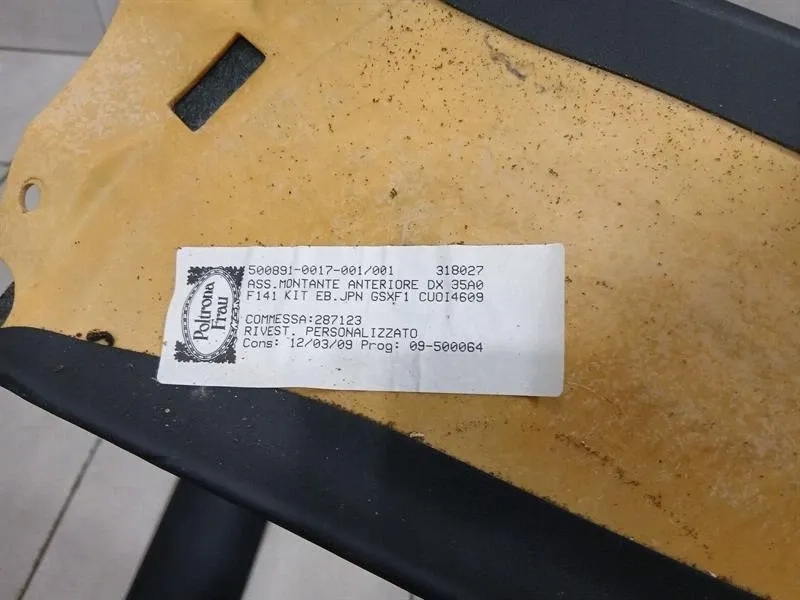 Poltrona
Frau
500891-0017-001/001 318027
ASS.MONTANTE ANTERIORE DX 35A0
F141 KIT EB.JPN GSXF1 CUOI4609
COMMESSA:287123
RIVEST. PERSONALIZZATO
Cons: 12/03/09 Prog: 09-500064